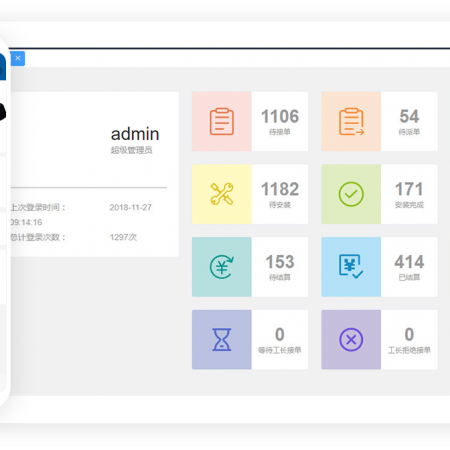 admin
超级管理员
上次登录时间： 2018-11-27
09:14:16
总计登录次数： 1297次
1106
待接单
54
待派单
1182
待安装
171
安装完成
153
待结算
414
已结算
0
等待工长接单
0
工长拒绝接单